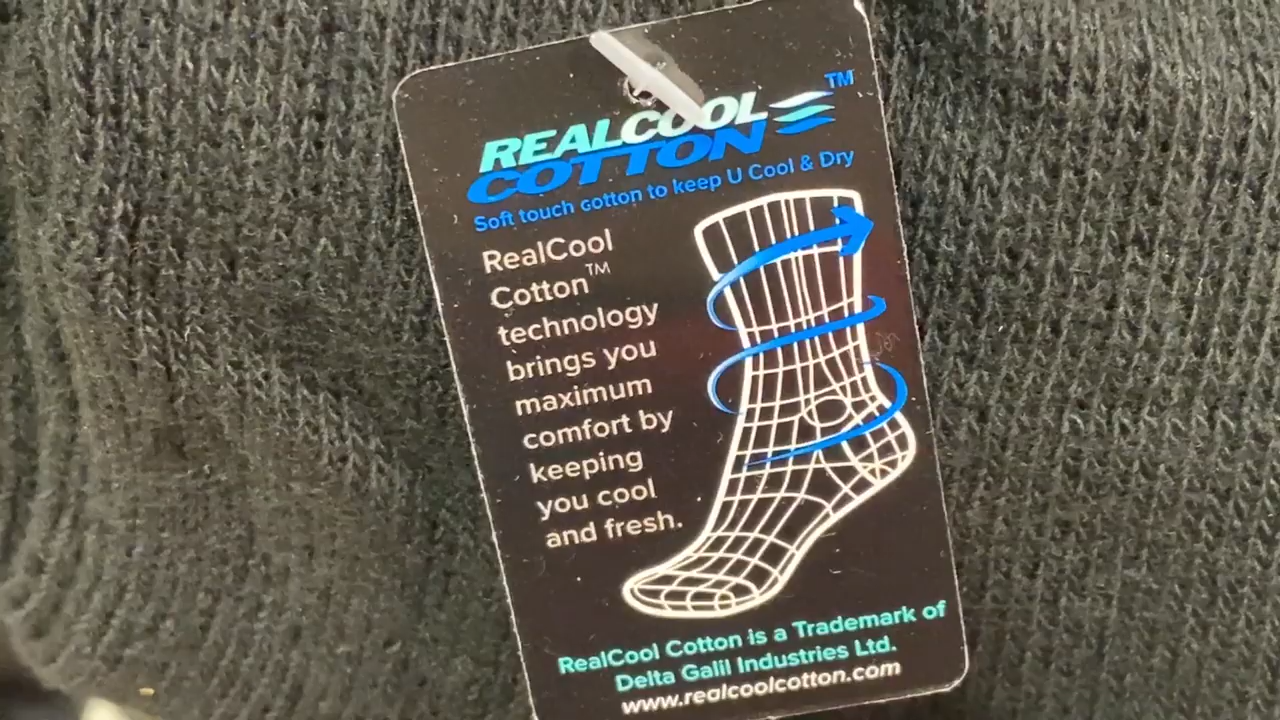 REALCOOL
COTTON™
Soft touch cotton to keep U Cool & Dry
RealCool
Cotton™
technology
brings you
maximum
comfort by
keeping
you cool
and fresh.
RealCool Cotton is a Trademark of
Delta Galil Industries Ltd.
www.realcoolcotton.com